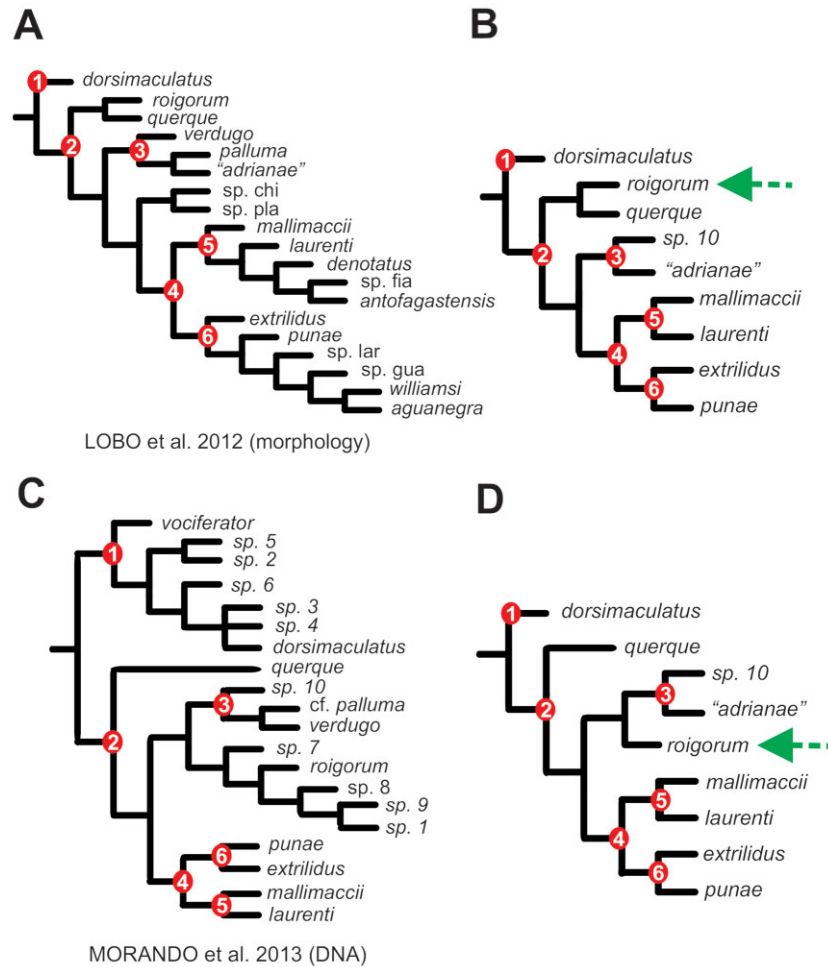 A
1
dorsimaculatus
roigorum
querque
2
verdugo
3
palluma
"adrianae"
sp. chi
sp. pla
mallimaccii
5
laurenti
denotatus
4
sp. fia
antofagastensis
extrilidus
6
punae
sp. lar
sp. gua
williamsi
aguanegra
LOBO et al. 2012 (morphology)
B
1
dorsimaculatus
roigorum
querque
2
sp. 10
3
"adrianae"
mallimaccii
5
laurenti
4
extrilidus
6
punae
C
vociferator
1
sp. 5
sp. 2
sp. 6
sp. 3
sp. 4
dorsimaculatus
querque
sp. 10
3
cf. palluma
verdugo
2
sp. 7
roigorum
sp. 8
sp. 9
sp. 1
punae
6
extrilidus
4
mallimaccii
5
laurenti
MORANDO et al. 2013 (DNA)
D
1
dorsimaculatus
querque
sp. 10
3
"adrianae"
2
roigorum
mallimaccii
5
laurenti
4
extrilidus
6
punae